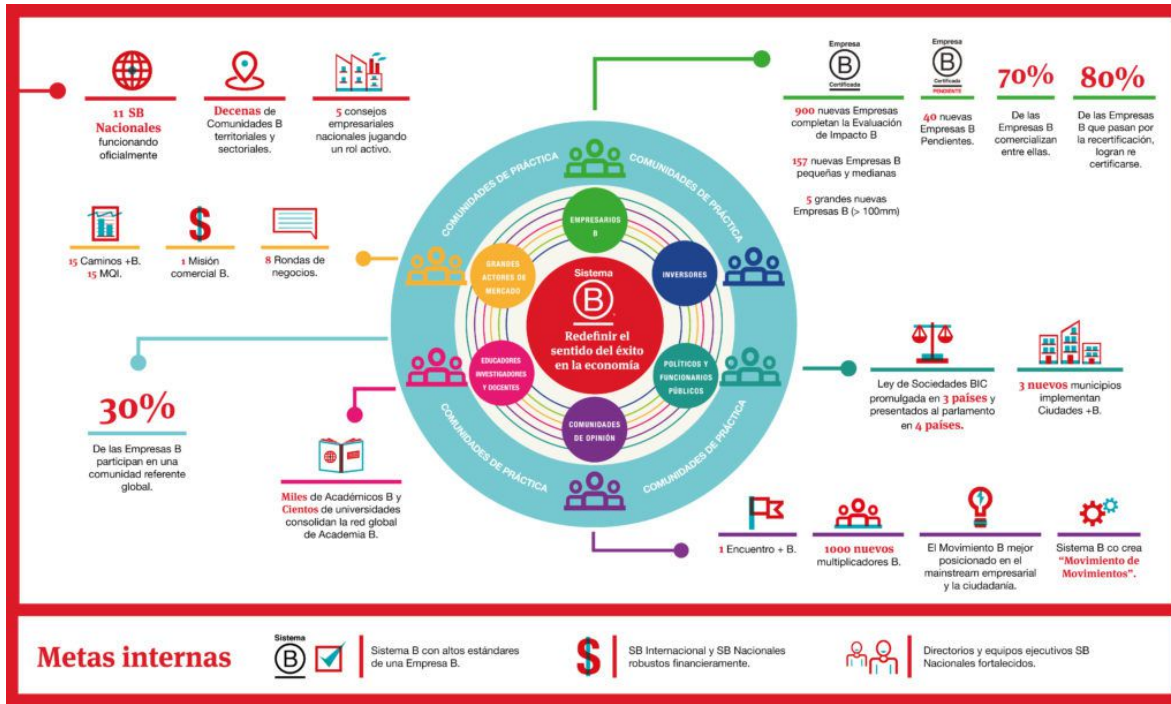 11 SB
Nacionales
funcionando
oficialmente
Decenas de
Comunidades B
territoriales y
sectoriales.
5 consejos
empresariales
nacionales jugando
un rol activo.
Empresa
B
Certificada
900 nuevas Empresas
completan la Evaluación
de Impacto B
157 nuevas Empresas B
pequeñas y medianas
5 grandes nuevas
Empresas B (> 100mm)
Empresa
B
Certificada
PENDIENTE
40 nuevas
Empresas B
Pendientes.
70%
De las
Empresas B
comercializan
entre ellas.
80%
De las Empresas
B que pasan por
la recertificación,
logran re
certificarse.
15 Caminos +B.
15 MQI.
$
1 Misión
comercial B.
8 Rondas de
negocios.
COMUNIDADES DE PRÁCTICA
COMUNIDADES DE PRÁCTICA
COMUNIDADES DE PRÁCTICA
COMUNIDADES DE PRÁCTICA
EMPRESARIOS
B
GRANDES
ACTORES DE
MERCADO
INVERSORES
Sistema
B
Redefinir el
sentido del éxito
en la economía
EDUCADORES
INVESTIGADORES
Y DOCENTES
POLÍTICOS Y
FUNCIONARIOS
PÚBLICOS
COMUNIDADES
DE OPINIÓN
30%
De las Empresas B
participan en una
comunidad referente
global.
Miles de Académicos B y
Cientos de universidades
consolidan la red global
de Academia B.
Ley de Sociedades BIC
promulgada en 3 países y
presentados al parlamento
en 4 países.
3 nuevos municipios
implementan
Ciudades +B.
1 Encuentro + B.
1000 nuevos
multiplicadores B.
El Movimiento B mejor
posicionado en el
mainstream empresarial
y la ciudadanía.
Sistema B co crea
“Movimiento de
Movimientos”.
Metas internas
Sistema
B
Sistema B con altos estándares
de una Empresa B.
$
SB Internacional y SB Nacionales
robustos financieramente.
Directorios y equipos ejecutivos SB
Nacionales fortalecidos.